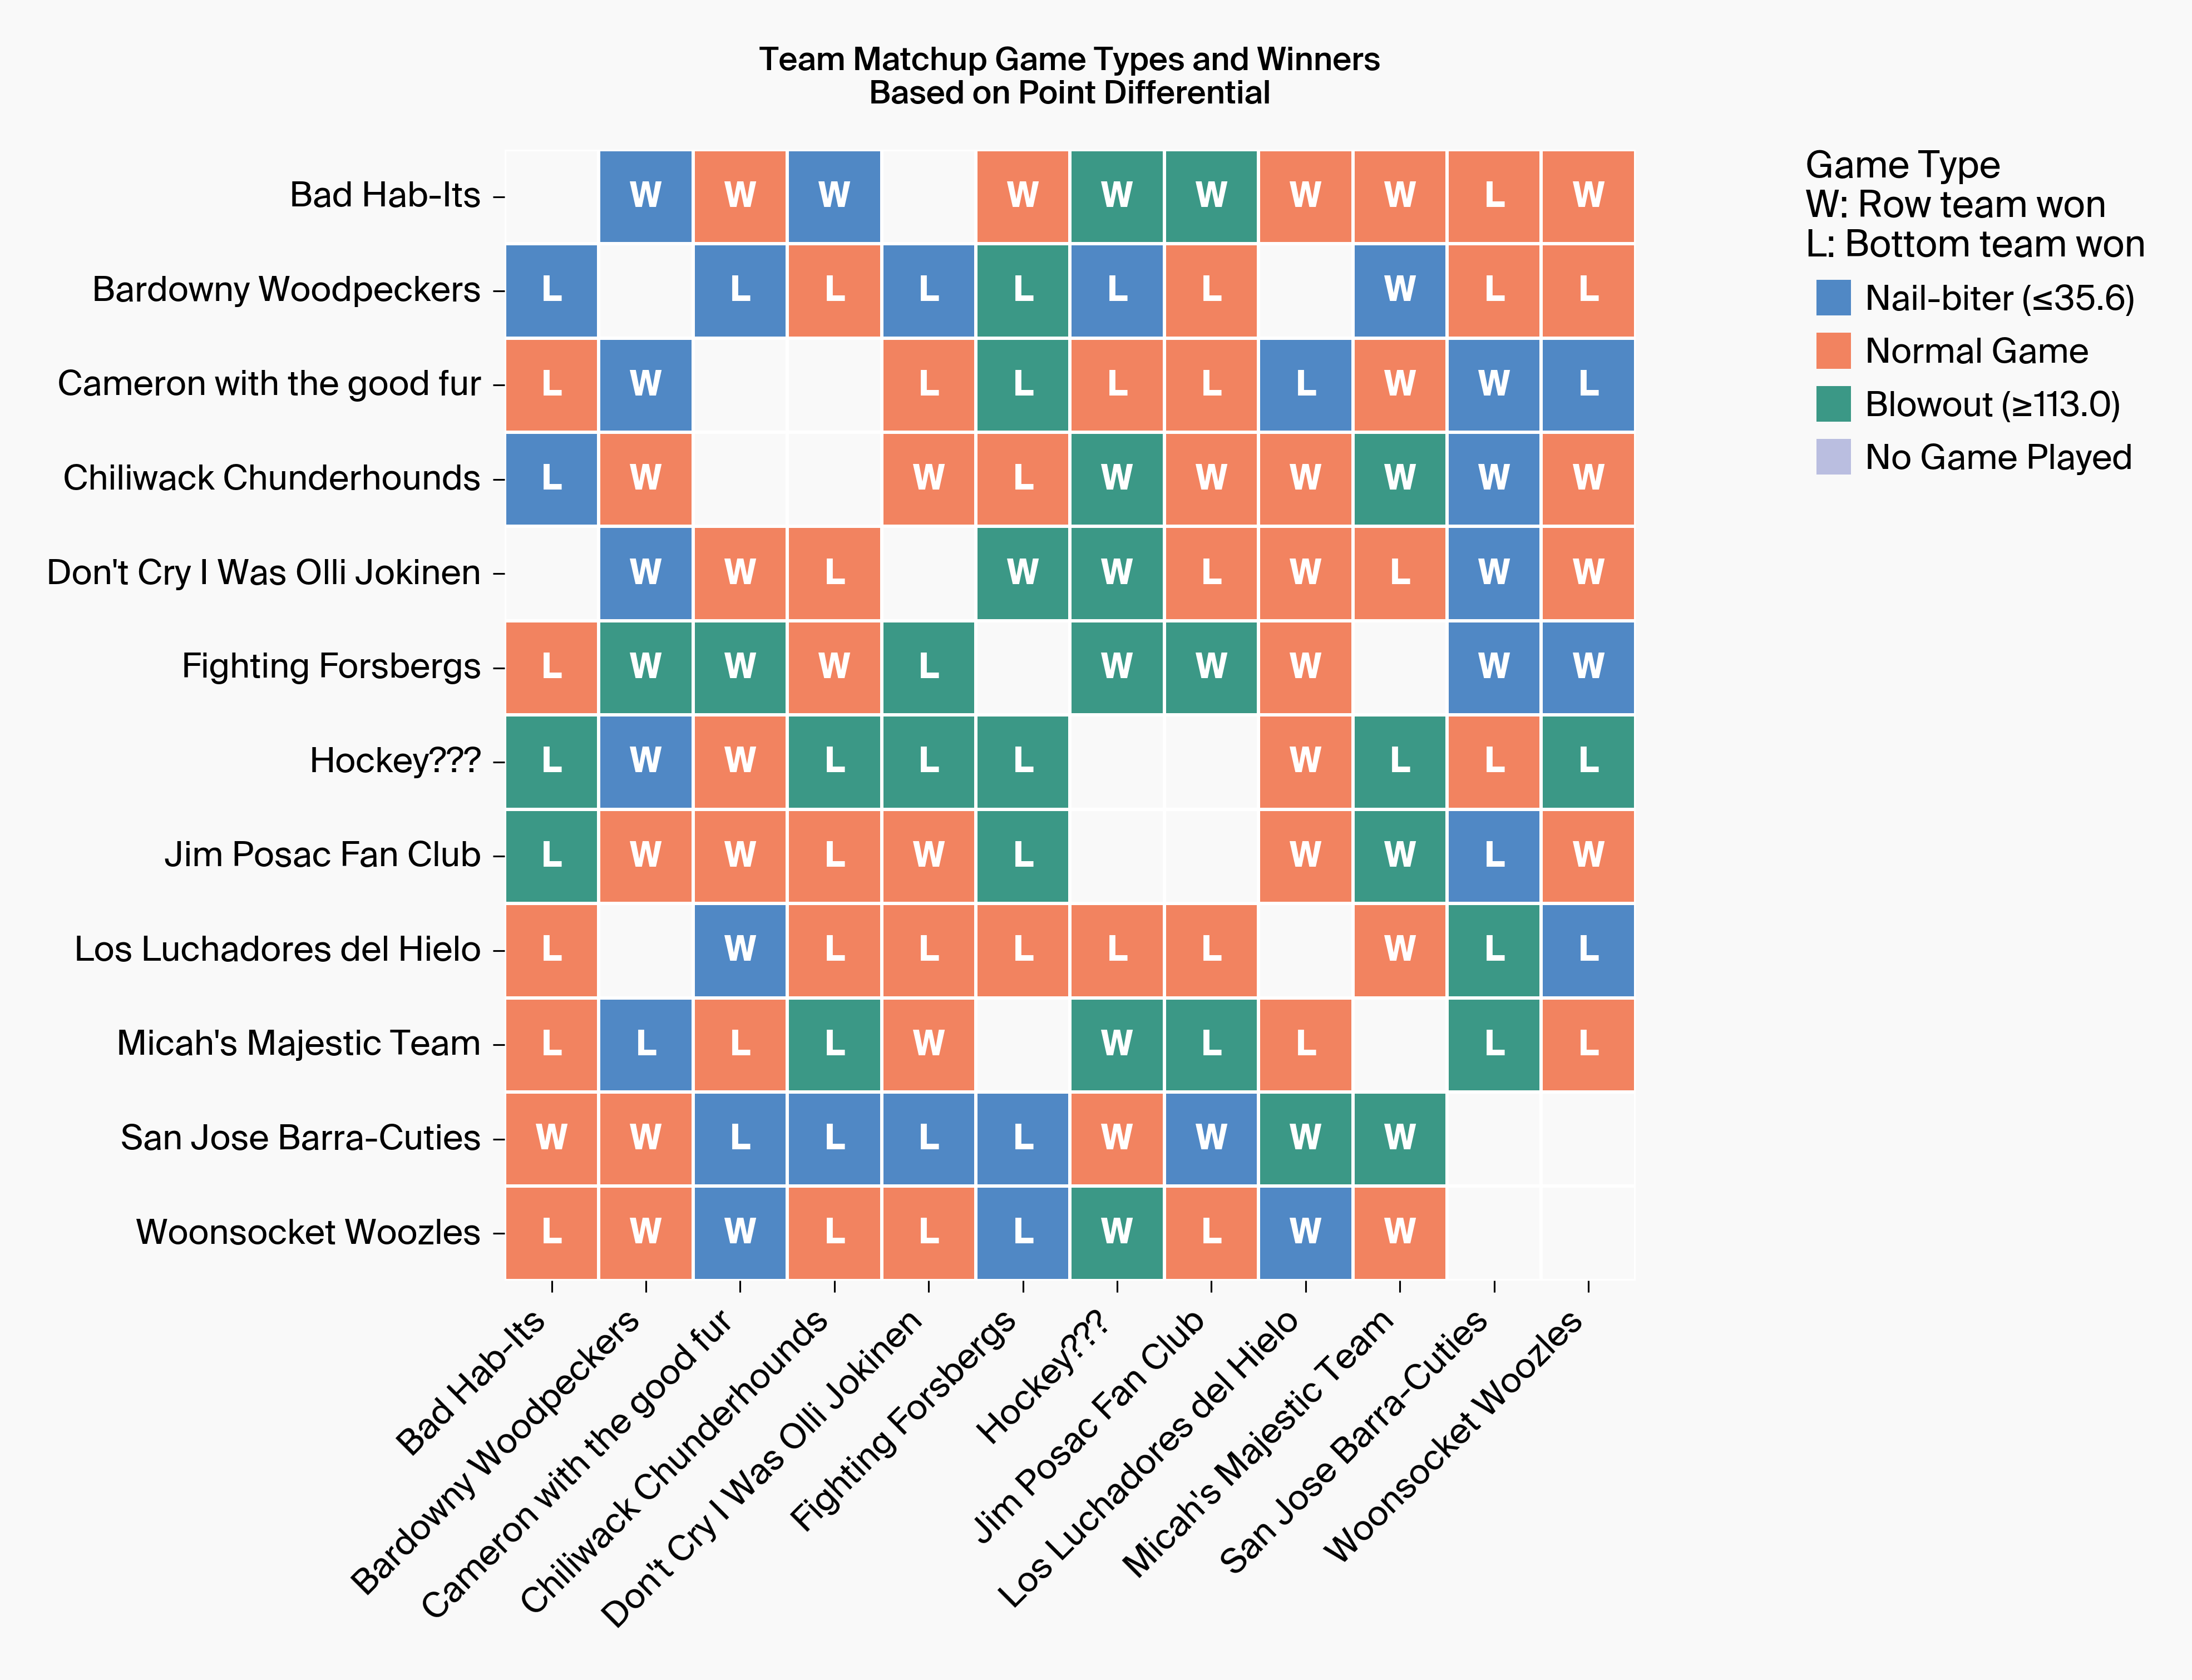 Team Matchup Game Types and Winners
Based on Point Differential
Game Type
W: Row team won
L: Bottom team won
Nail-biter (≤35.6)
Normal Game
Blowout (≥113.0)
No Game Played
Bad Hab-Its W W W W W W W W L W
Bardowny Woodpeckers L L L L L L L W L L
Cameron with the good fur L W L L L L L W W L
Chiliwack Chunderhounds L W W L W W W W W W
Don't Cry I Was Olli Jokinen W W L W W L W L W W
Fighting Forsbergs L W W W L W W W W W
Hockey??? L W W L L L W L L L
Jim Posac Fan Club L W W L W L W W L W
Los Luchadores del Hielo L W L L L L L W L L
Micah's Majestic Team L L L L W W L L L L
San Jose Barra-Cuties W W L L L L W W W W
Woonsocket Woozles L W W L L L W L W W
Bad Hab-Its
Bardowny Woodpeckers
Cameron with the good fur
Chiliwack Chunderhounds
Don't Cry I Was Olli Jokinen
Fighting Forsbergs
Hockey???
Jim Posac Fan Club
Los Luchadores del Hielo
Micah's Majestic Team
San Jose Barra-Cuties
Woonsocket Woozles